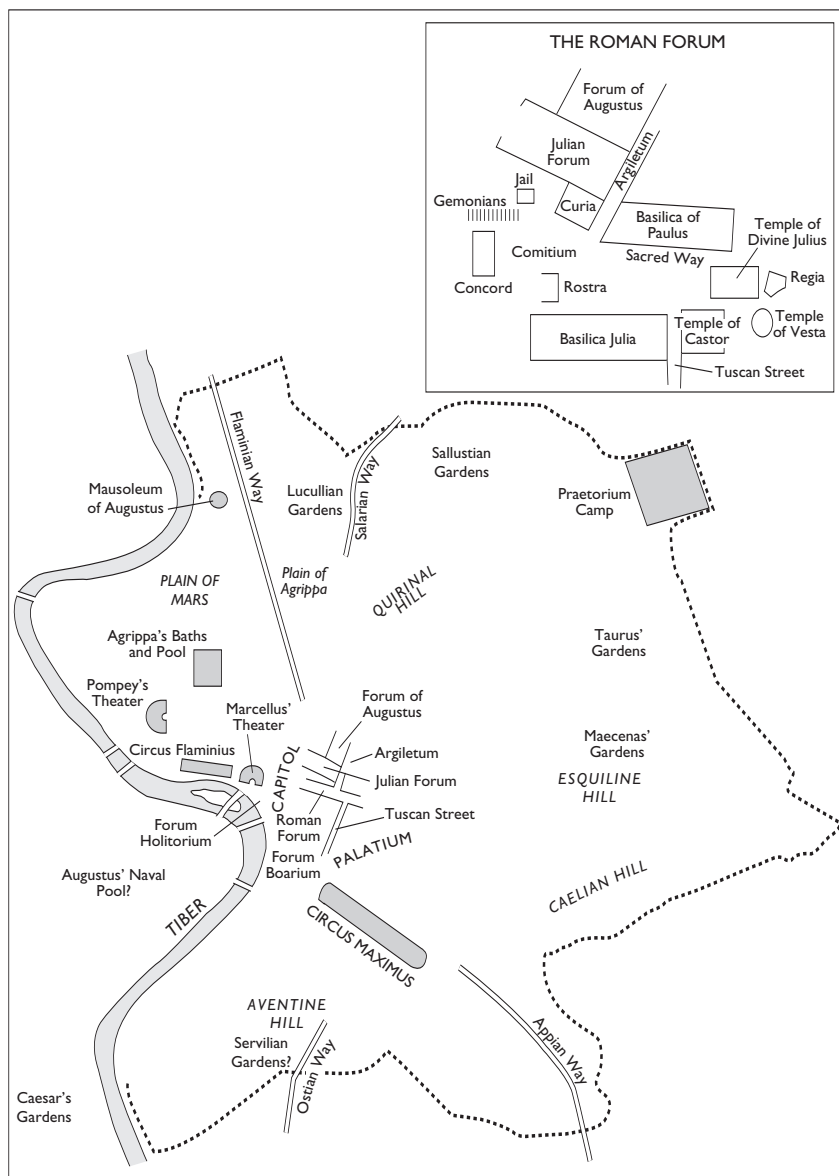 THE ROMAN FORUM
Forum of
Augustus
Julian
Forum
Argiletum
Jail
Gemonians
Curia
Basilica of
Paulus
Temple of
Divine Julius
Comitium
Sacred Way
Regia
Concord
Rostra
Basilica Julia
Temple of
Castor
Temple
of Vesta
Tuscan Street
Flaminian Way
Mausoleum
of Augustus
Lucullian
Gardens
Salarian Way
Sallustian
Gardens
Praetorium
Camp
PLAIN OF
MARS
Plain of
Agrippa
QUIRINAL
HILL
Agrippa's Baths
and Pool
Taurus'
Gardens
Pompey's
Theater
Marcellus'
Theater
Forum of
Augustus
Circus Flaminius
CAPITOL
Argiletum
Maecenas'
Gardens
Julian Forum
ESQUILINE
HILL
Forum
Holitorium
Roman
Forum
Tuscan Street
Forum
Boarium
PALATIUM
Augustus' Naval
Pool?
TIBER
CAELIAN HILL
CIRCUS MAXIMUS
AVENTINE
HILL
Servilian
Gardens?
Ostian Way
Appian Way
Caesar's
Gardens